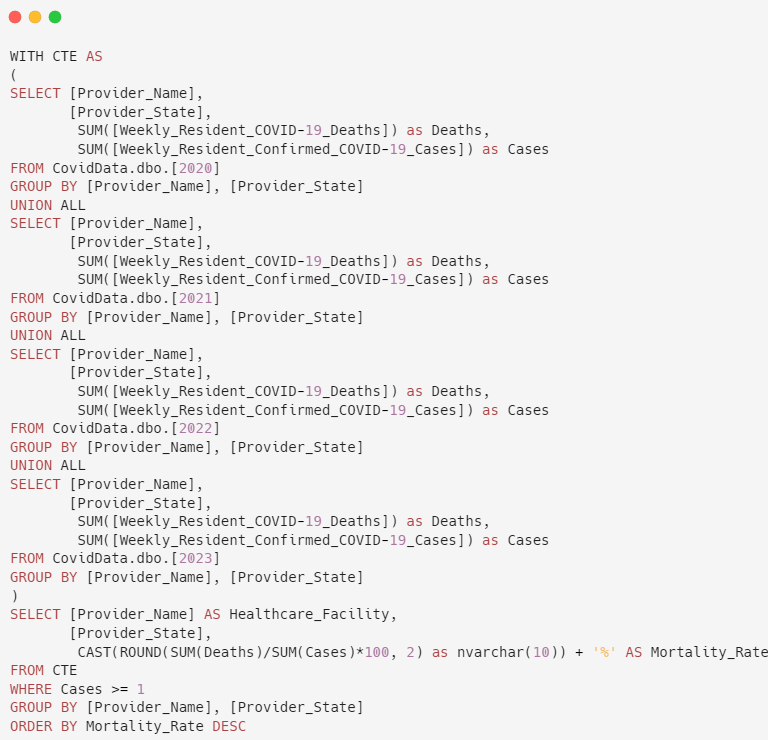 WITH CTE AS
(
SELECT [Provider_Name],
[Provider_State],
SUM([Weekly_Resident_COVID-19_Deaths]) as Deaths,
SUM([Weekly_Resident_Confirmed_COVID-19_Cases]) as Cases
FROM CovidData.dbo.[2020]
GROUP BY [Provider_Name], [Provider_State]
UNION ALL
SELECT [Provider_Name],
[Provider_State],
SUM([Weekly_Resident_COVID-19_Deaths]) as Deaths,
SUM([Weekly_Resident_Confirmed_COVID-19_Cases]) as Cases
FROM CovidData.dbo.[2021]
GROUP BY [Provider_Name], [Provider_State]
UNION ALL
SELECT [Provider_Name],
[Provider_State],
SUM([Weekly_Resident_COVID-19_Deaths]) as Deaths,
SUM([Weekly_Resident_Confirmed_COVID-19_Cases]) as Cases
FROM CovidData.dbo.[2022]
GROUP BY [Provider_Name], [Provider_State]
UNION ALL
SELECT [Provider_Name],
[Provider_State],
SUM([Weekly_Resident_COVID-19_Deaths]) as Deaths,
SUM([Weekly_Resident_Confirmed_COVID-19_Cases]) as Cases
FROM CovidData.dbo.[2023]
GROUP BY [Provider_Name], [Provider_State]
)
SELECT [Provider_Name] AS Healthcare_Facility,
[Provider_State],
CAST(ROUND(SUM(Deaths)/SUM(Cases)*100, 2) as nvarchar(10)) + '%' AS Mortality_Rate
FROM CTE
WHERE Cases >= 1
GROUP BY [Provider_Name], [Provider_State]
ORDER BY Mortality_Rate DESC